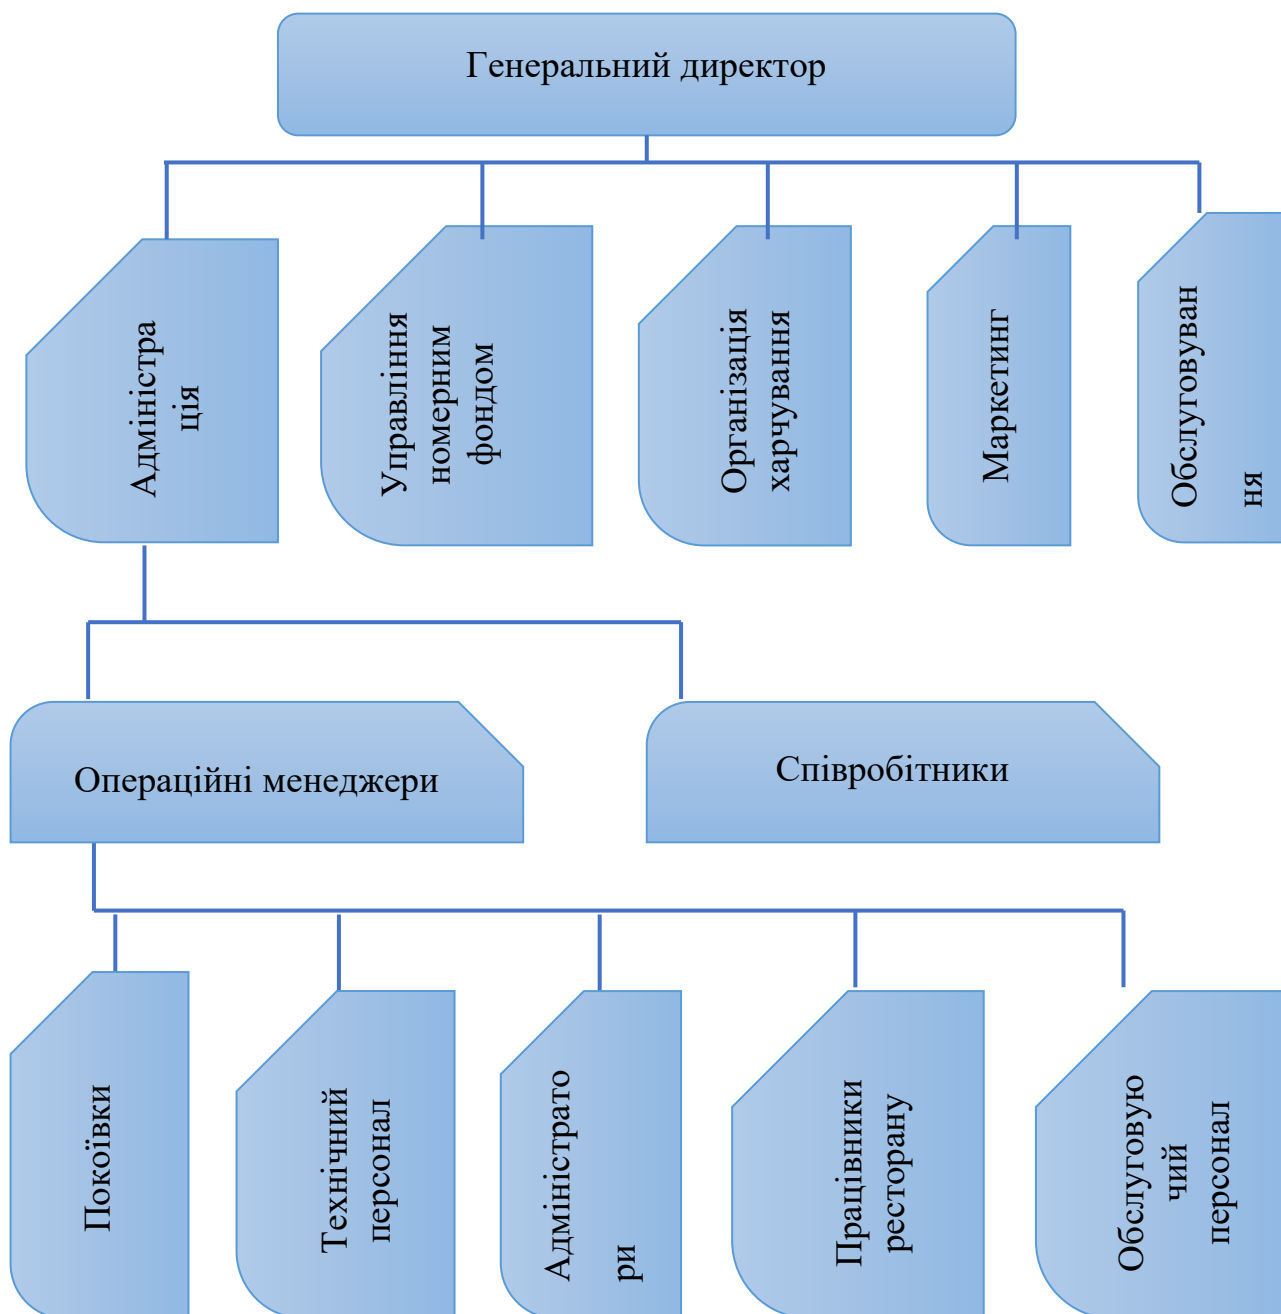 Генеральний директор
Адміністра
ція
Управління
номерним
фондом
Організація
харчування
Маркетинг
Обслуговуван
ня
Операційні менеджери
Співробітники
Покоївки
Технічний
персонал
Адміністрато
ри
Працівники
ресторану
Обслуговую
чий
персонал